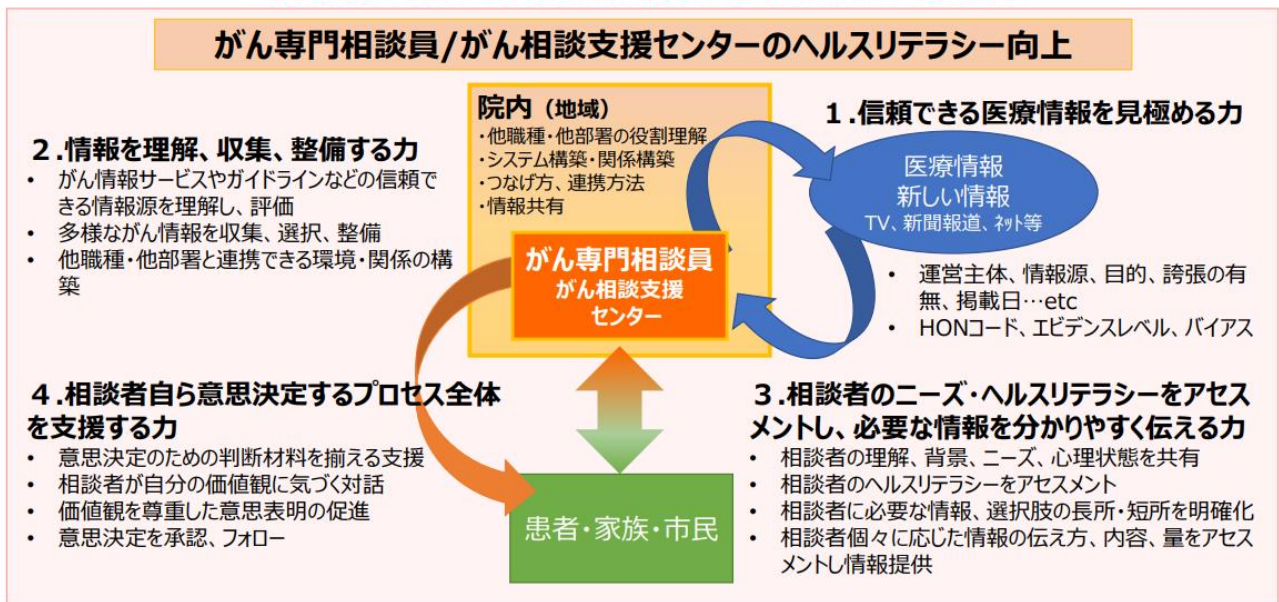 がん専門相談員/がん相談支援センターのヘルスリテラシー向上
院内（地域）
・他職種・他部署の役割理解
・システム構築・関係構築
・つなげ方、連携方法
・情報共有
がん専門相談員
がん相談支援
センター
１.信頼できる医療情報を見極める力
医療情報
新しい情報
TV、新聞報道、ﾈｯﾄ等
• 運営主体、情報源、目的、誇張の有
無、掲載日…etc
• HONコード、エビデンスレベル、バイアス
２.情報を理解、収集、整備する力
• がん情報サービスやガイドラインなどの信頼で
きる情報源を理解し、評価
• 多様ながん情報を収集、選択、整備
• 他職種・他部署と連携できる環境・関係の構
築
３.相談者のニーズ・ヘルスリテラシーをアセス
メントし、必要な情報を分かりやすく伝える力
• 相談者の理解、背景、ニーズ、心理状態を共有
• 相談者のヘルスリテラシーをアセスメント
• 相談者に必要な情報、選択肢の長所・短所を明確化
• 相談者個々に応じた情報の伝え方、内容、量をアセス
メントし情報提供
４.相談者自ら意思決定するプロセス全体
を支援する力
• 意思決定のための判断材料を揃える支援
• 相談者が自分の価値観に気づく対話
• 価値観を尊重した意思表明の促進
• 意思決定を承認、フォロー
患者・家族・市民